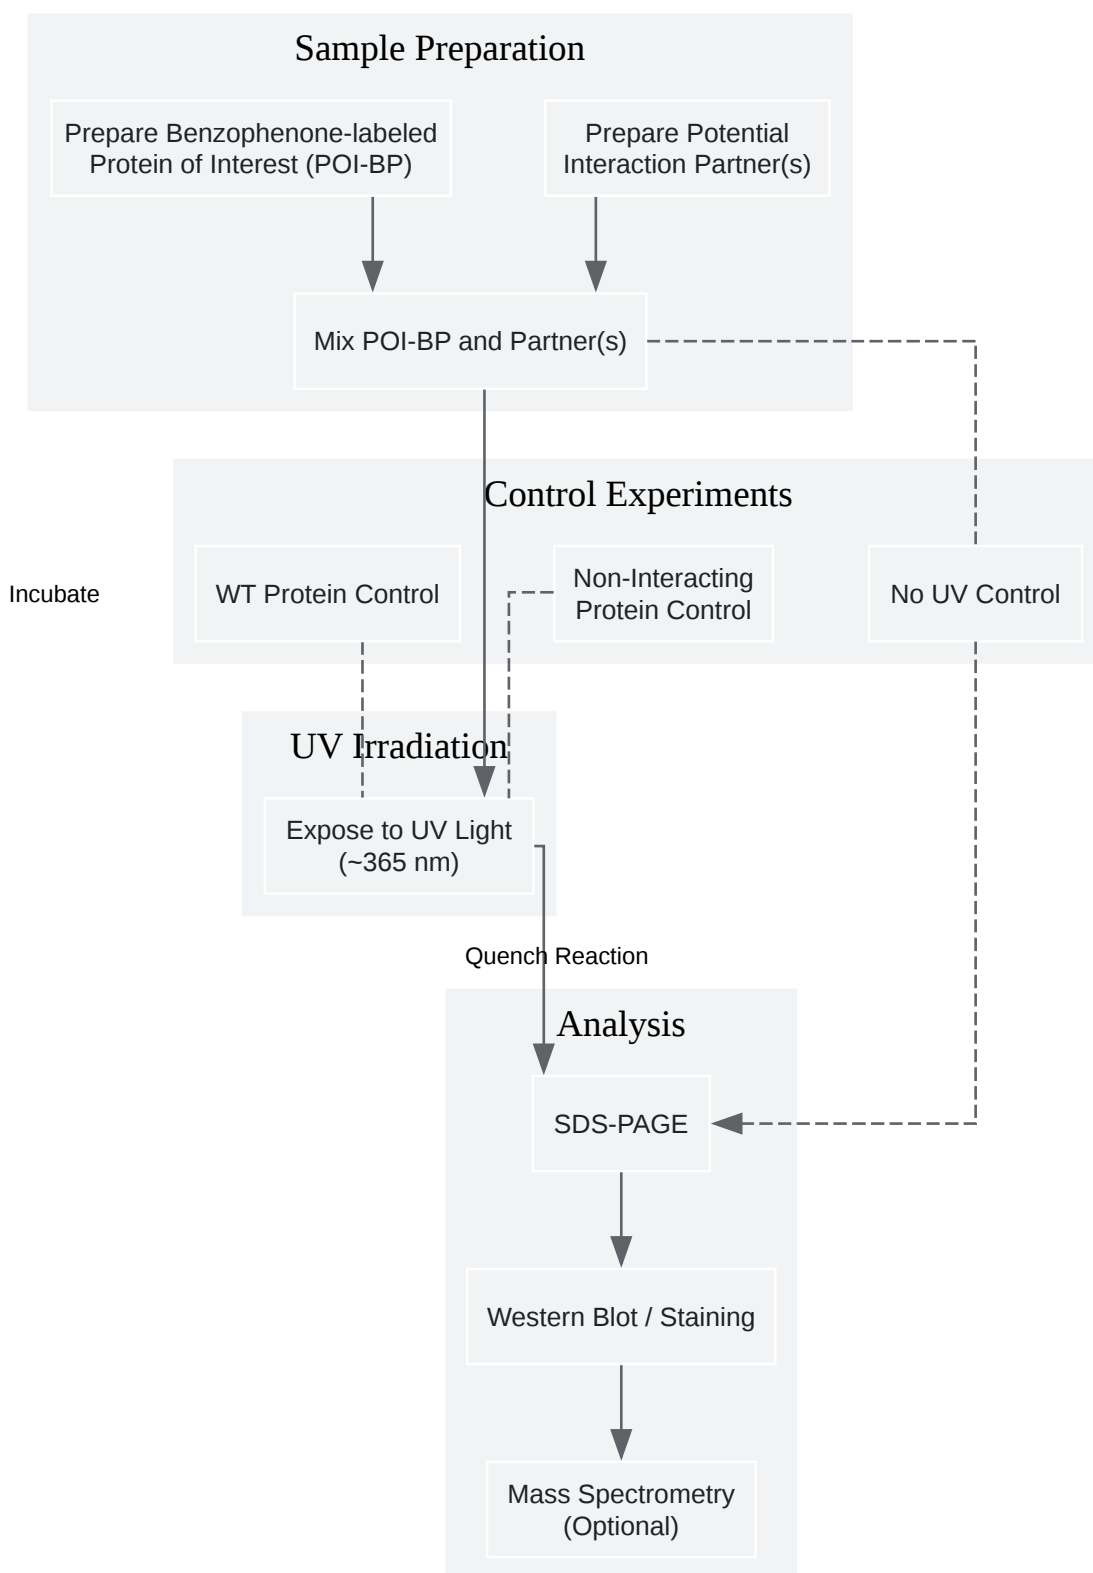 Sample Preparation
Prepare Benzophenone-labeled
Protein of Interest (POI-BP)
Prepare Potential
Interaction Partner(s)
Mix POI-BP and Partner(s)
Control Experiments
Incubate
WT Protein Control
Non-Interacting
Protein Control
No UV Control
UV Irradiation
Expose to UV Light
(~365 nm)
Quench Reaction
Analysis
SDS-PAGE
Western Blot / Staining
Mass Spectrometry
(Optional)